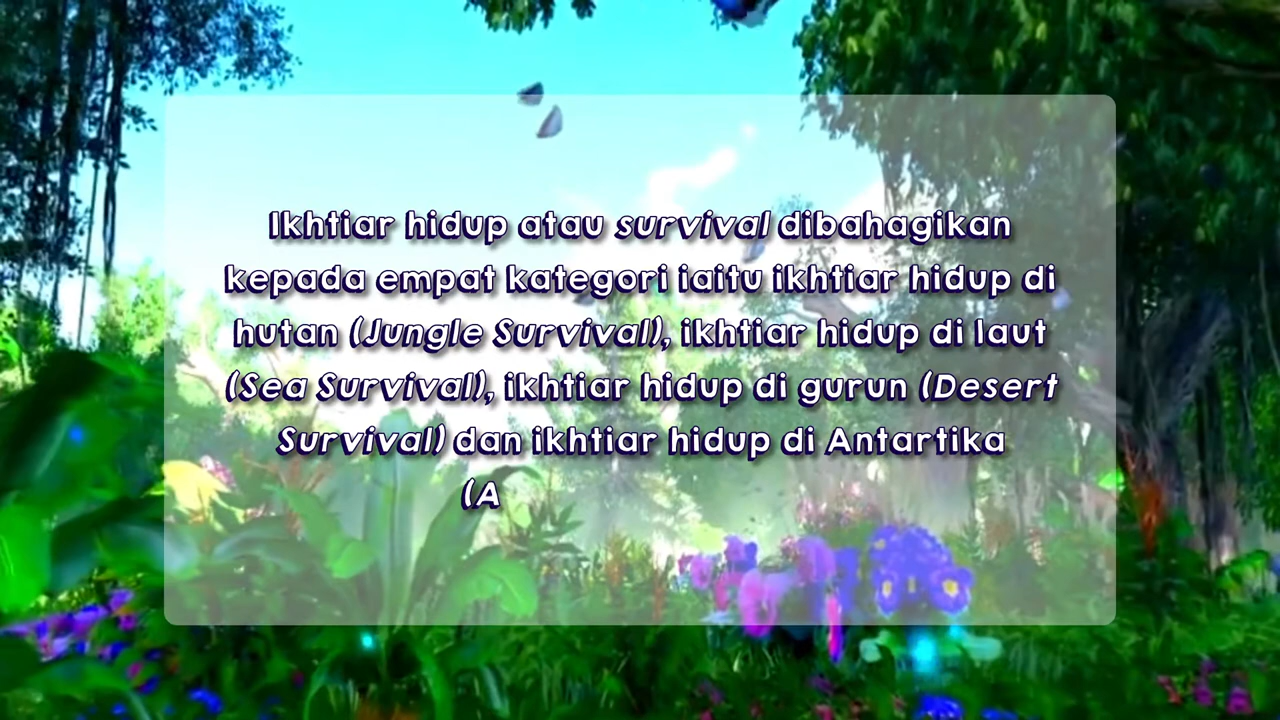 Ikhtiar hidup atau survival dibahagikan
kepada empat kategori iaitu ikhtiar hidup di
hutan (Jungle Survival), ikhtiar hidup di laut
(Sea Survival), ikhtiar hidup di gurun (Desert
Survival) dan ikhtiar hidup di Antartika
(A